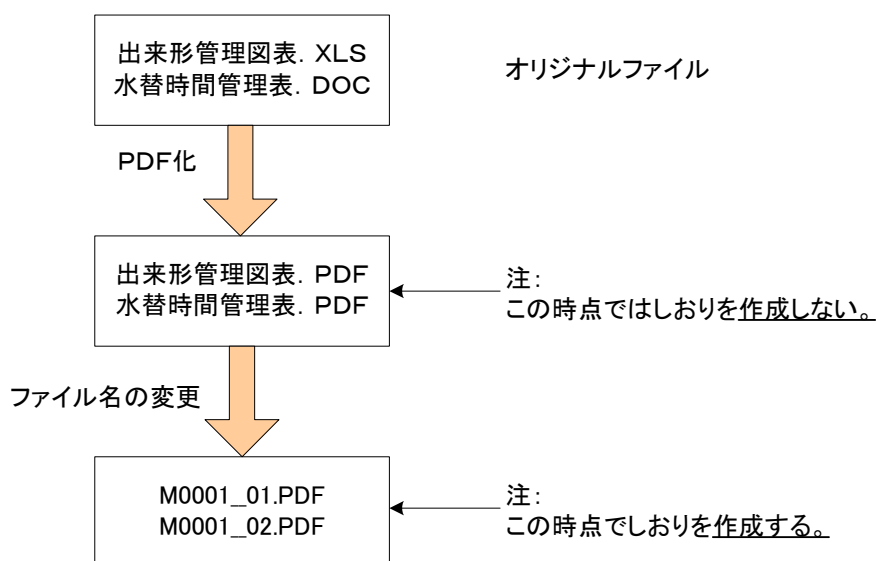 出来形管理図表．ＸＬＳ
水替時間管理表．ＤＯＣ
オリジナルファイル
ＰＤＦ化
出来形管理図表．ＰＤＦ
水替時間管理表．ＰＤＦ
注：
この時点ではしおりを作成しない。
ファイル名の変更
M0001_01.PDF
M0001_02.PDF
注：
この時点でしおりを作成する。